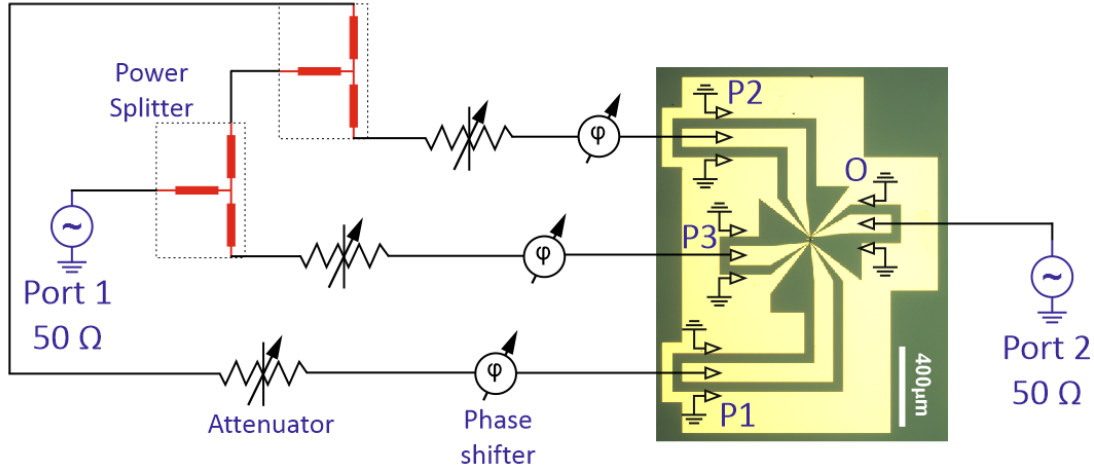 Power
Splitter
P2
φ
O
~
P3
φ
Port 1
50 Ω
~
Port 2
50 Ω
φ
400µm
Attenuator
Phase
shifter
P1